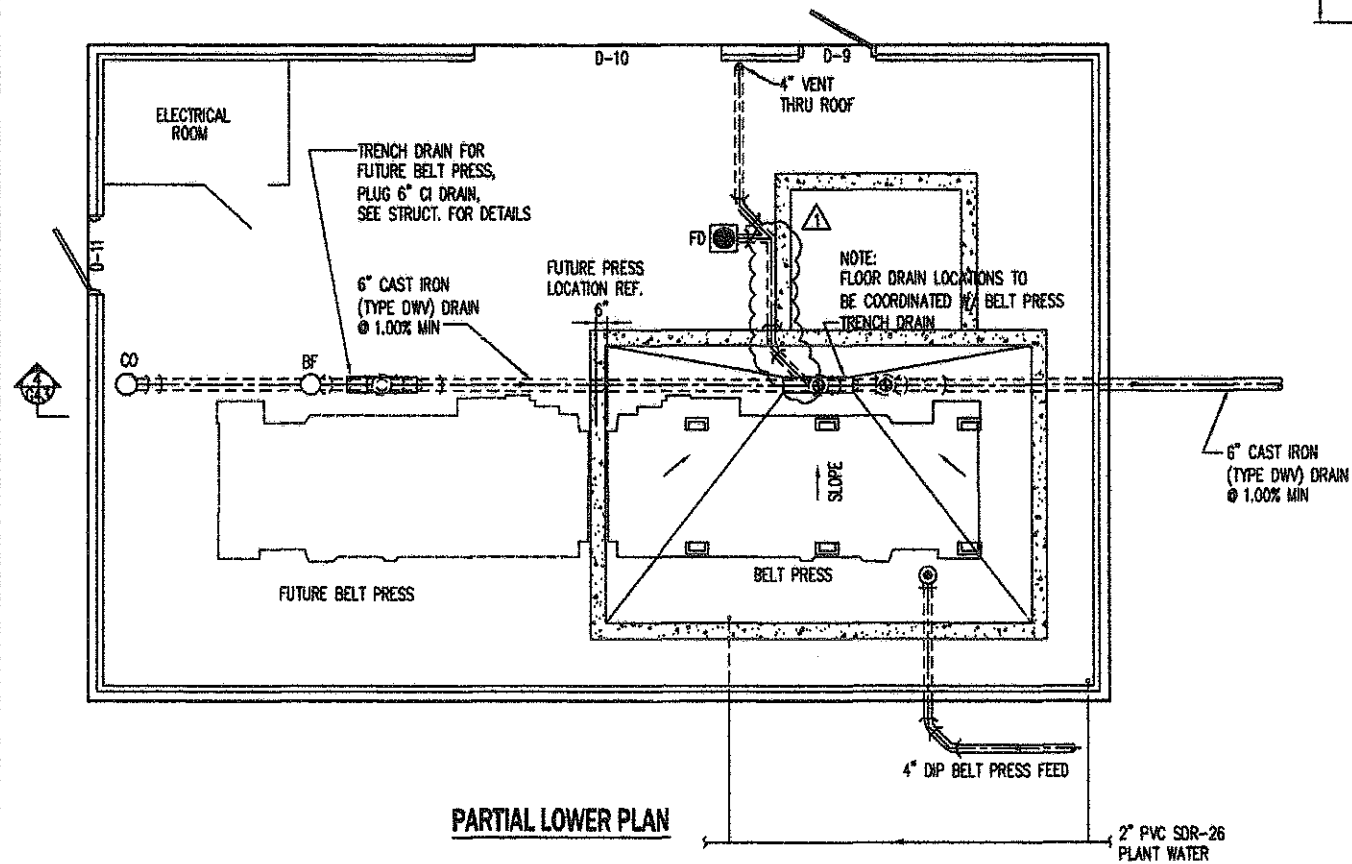 D-10
D-9
4" VENT
THRU ROOF
ELECTRICAL
ROOM
TRENCH DRAIN FOR
FUTURE BELT PRESS,
PLUG 6" CI DRAIN,
SEE STRUCT. FOR DETAILS
1
FD
D-11
NOTE:
FLOOR DRAIN LOCATIONS TO
BE COORDINATED W/ BELT PRESS
TRENCH DRAIN
FUTURE PRESS
LOCATION REF.
6"
6" CAST IRON
(TYPE DWV) DRAIN
@ 1.00% MIN
CO
BF
6" CAST IRON
(TYPE DWV) DRAIN
@ 1.00% MIN
SLOPE
BELT PRESS
FUTURE BELT PRESS
4" DIP BELT PRESS FEED
PARTIAL LOWER PLAN
2" PVC SDR-26
PLANT WATER